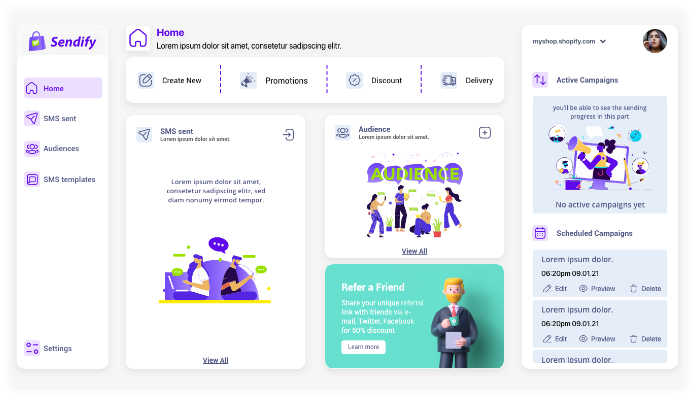 Sendify
Home
SMS sent
Audiences
SMS templates
Settings
Home
Lorem ipsum dolor sit amet, consetetur sadipscing elitr.
Create New
Promotions
Discount
Delivery
SMS sent
Lorem ipsum dolor sit amet.
Lorem ipsum dolor sit amet,
consetetur sadipscing elitr, sed
diam nonumy eirmod tempor.
View All
Audience
Lorem ipsum dolor sit amet.
AUDIENCE
View All
Refer a Friend
Share your unique referral
link with friends via e-
mail, Twitter, Facebook
for 50% discount
Learn more
myshop.shopify.com
Active Campaigns
you'll be able to see the sending
progress in this part
No active campaigns yet
Scheduled Campaigns
Lorem ipsum dolor.
06:20pm 09.01.21
Edit Preview Delete
Lorem ipsum dolor.
06:20pm 09.01.21
Edit Preview Delete
Lorem ipsum dolor.